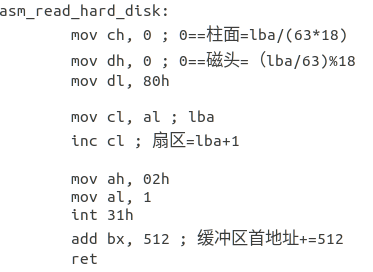 asm_read_hard_disk:
mov ch, 0 ; 0==柱面=lba/(63*18)
mov dh, 0 ; 0==磁头=（lba/63)%18
mov dl, 80h
mov cl, al ; lba
inc cl ; 扇区=lba+1
mov ah, 02h
mov al, 1
int 31h
add bx, 512 ; 缓冲区首地址+=512
ret